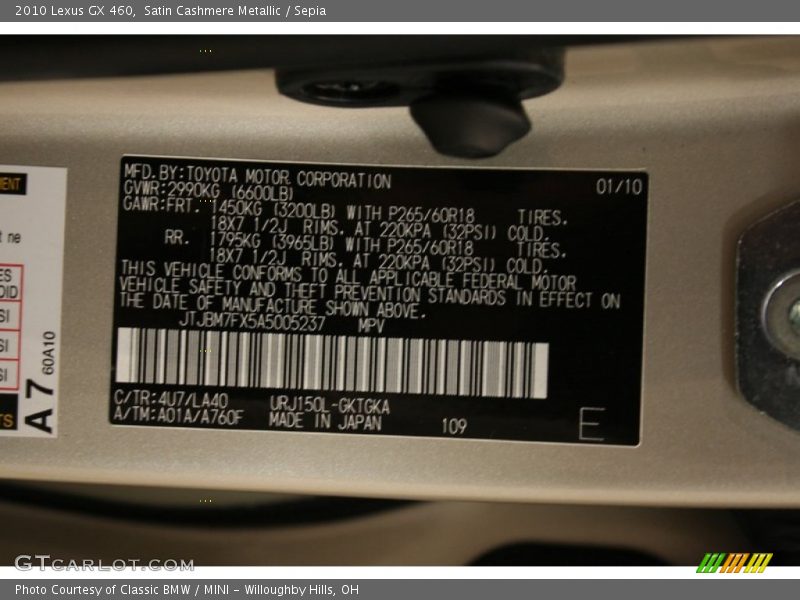 2010 Lexus GX 460, Satin Cashmere Metallic / Sepia
MFD.BY:TOYOTA MOTOR CORPORATION 01/10
GVWR:2990KG (6600LB)
GAWR:FRT. 1450KG (3200LB) WITH P265/60R18 TIRES.
18X7 1/2J RIMS. AT 220KPA (32PSI) COLD.
RR. 1795KG (3965LB) WITH P265/60R18 TIRES.
18X7 1/2J RIMS. AT 220KPA (32PSI) COLD.
THIS VEHICLE CONFORMS TO ALL APPLICABLE FEDERAL MOTOR
VEHICLE SAFETY AND THEFT PREVENTION STANDARDS IN EFFECT ON
THE DATE OF MANUFACTURE SHOWN ABOVE.
JTJBM7FX5A5005237 MPV
C/TR:4U7/LA40 URJ150L-GKTGKA
A/TM:A01A/A760F MADE IN JAPAN 109 E
A7 60A10
GTcarlot.com
Photo Courtesy of Classic BMW / MINI - Willoughby Hills, OH